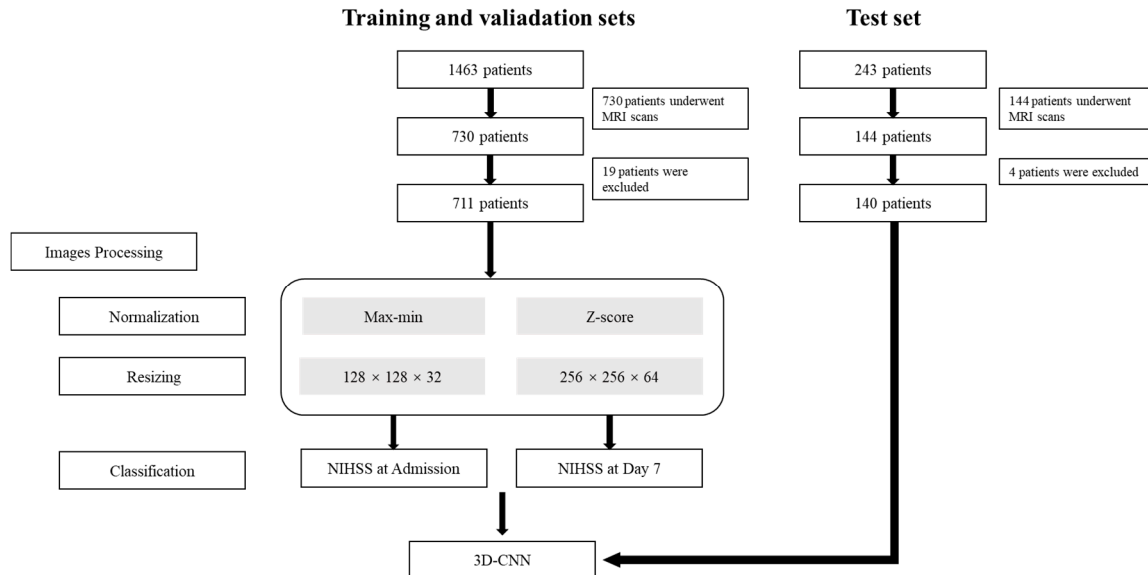 Training and valiadation sets
Test set
1463 patients
243 patients
730 patients underwent
MRI scans
144 patients underwent
MRI scans
730 patients
144 patients
19 patients were
excluded
4 patients were excluded
711 patients
140 patients
Images Processing
Normalization
Max-min
Z-score
Resizing
128 × 128 × 32
256 × 256 × 64
Classification
NIHSS at Admission
NIHSS at Day 7
3D-CNN